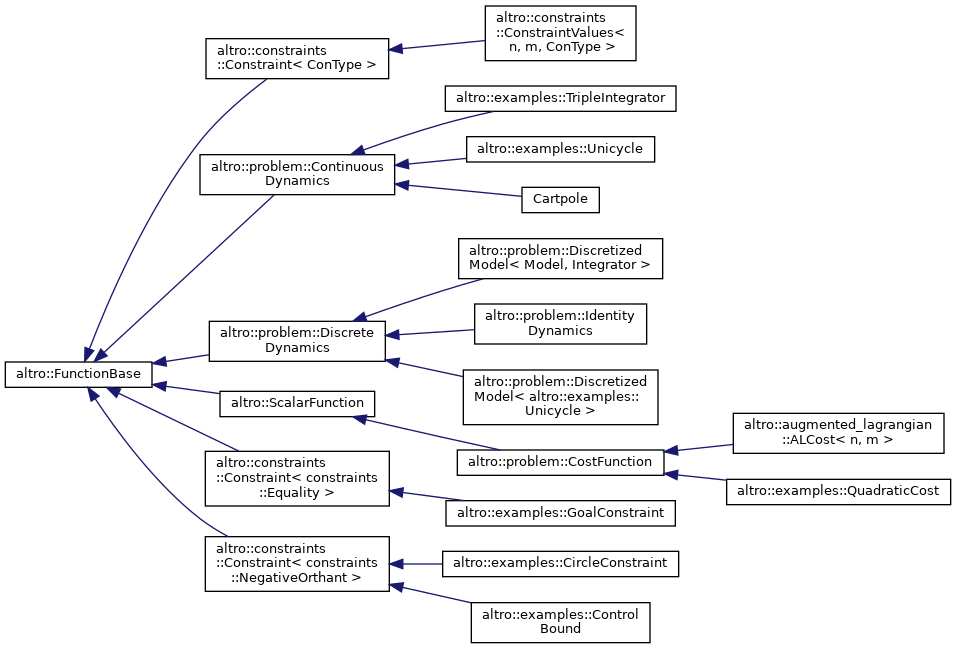 altro::constraints
::ConstraintValues<
n, m, ConType >
altro::constraints
::Constraint< ConType >
altro::examples::TripleIntegrator
altro::examples::Unicycle
altro::problem::Continuous
Dynamics
Cartpole
altro::problem::Discretized
Model< Model, Integrator >
altro::problem::Identity
Dynamics
altro::problem::Discrete
Dynamics
altro::FunctionBase
altro::problem::Discretized
Model< altro::examples::
Unicycle >
altro::ScalarFunction
altro::augmented_lagrangian
::ALCost< n, m >
altro::problem::CostFunction
altro::examples::QuadraticCost
altro::constraints
::Constraint< constraints
::Equality >
altro::examples::GoalConstraint
altro::constraints
::Constraint< constraints
::NegativeOrthant >
altro::examples::CircleConstraint
altro::examples::Control
Bound